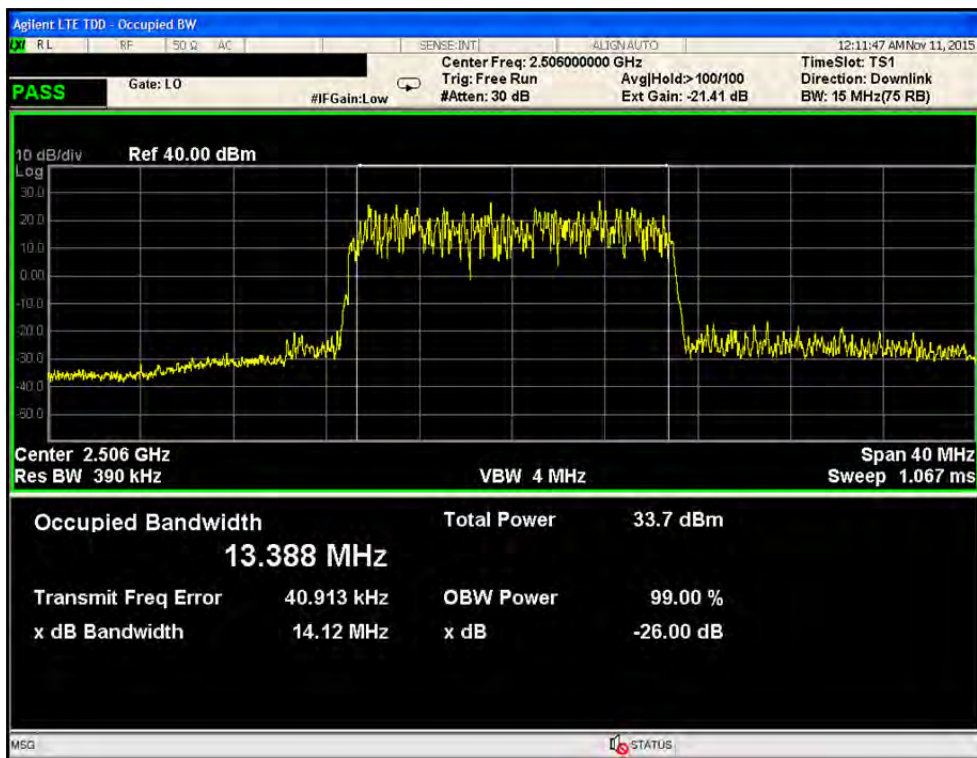 Agilent LTE TDD - Occupied BW
LXI RL RF 50 Ω AC SENSE:INT ALIGN AUTO 12:11:47 AM Nov 11, 2015
Center Freq: 2.506000000 GHz TimeSlot: TS1
PASS Gate: LO Trig: Free Run Avg|Hold:>100/100 Direction: Downlink
#IFGain:Low #Atten: 30 dB Ext Gain: -21.41 dB BW: 15 MHz(75 RB)
10 dB/div Ref 40.00 dBm
Log
30.0
20.0
10.0
0.00
-10.0
-20.0
-30.0
-40.0
-50.0
Center 2.506 GHz Span 40 MHz
Res BW 390 kHz VBW 4 MHz Sweep 1.067 ms
Occupied Bandwidth Total Power 33.7 dBm
13.388 MHz
Transmit Freq Error 40.913 kHz OBW Power 99.00 %
x dB Bandwidth 14.12 MHz x dB -26.00 dB
MSG STATUS